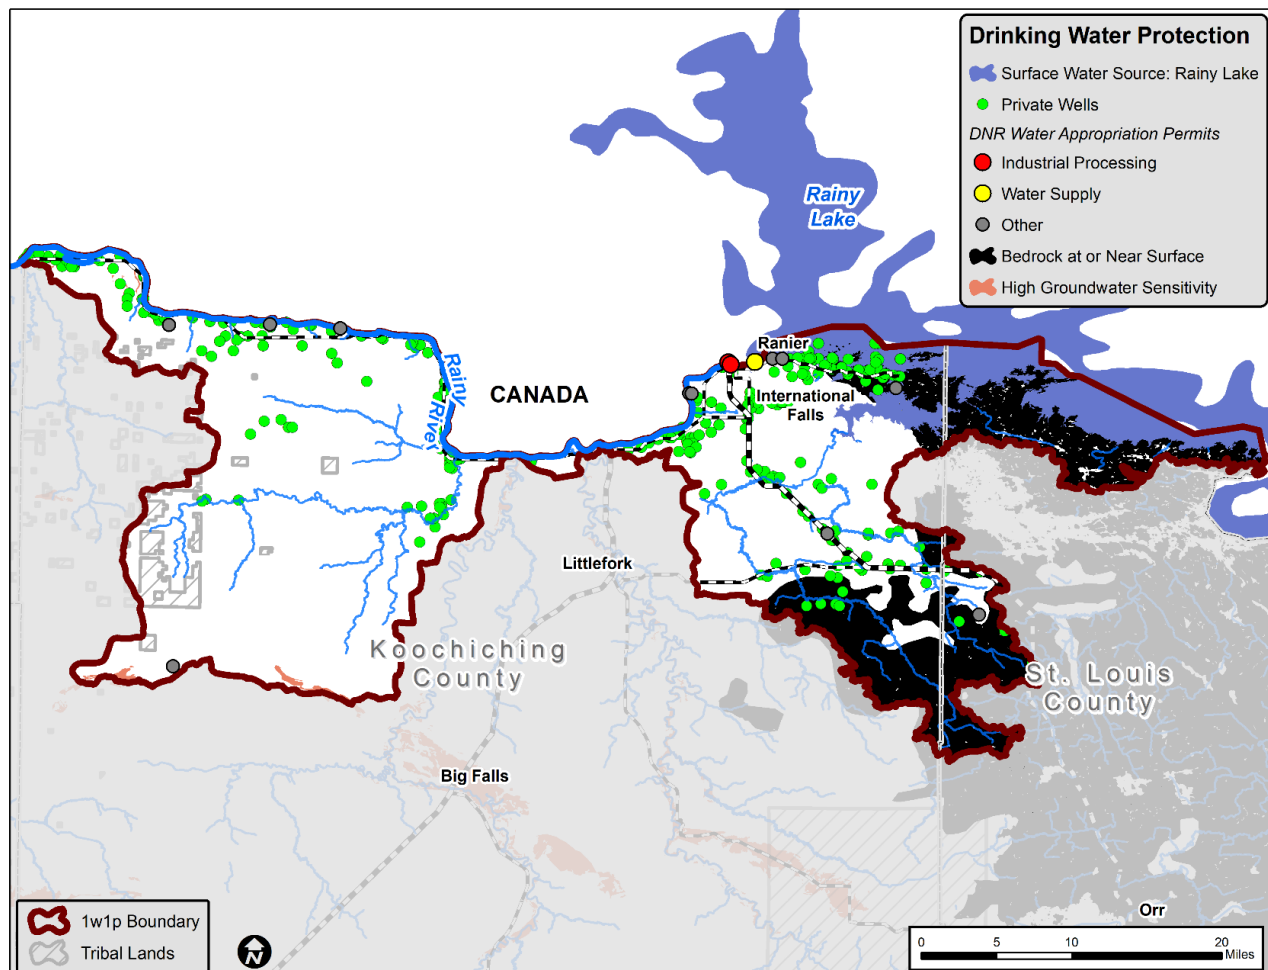 Drinking Water Protection
Surface Water Source: Rainy Lake
Private Wells
DNR Water Appropriation Permits
Industrial Processing
Water Supply
Other
Bedrock at or Near Surface
High Groundwater Sensitivity
Rainy
Lake
Ranier
Rainy River
CANADA
International
Falls
Littlefork
Koochiching
County
St. Louis
County
Big Falls
Orr
1w1p Boundary
Tribal Lands
N
0 5 10 20
Miles